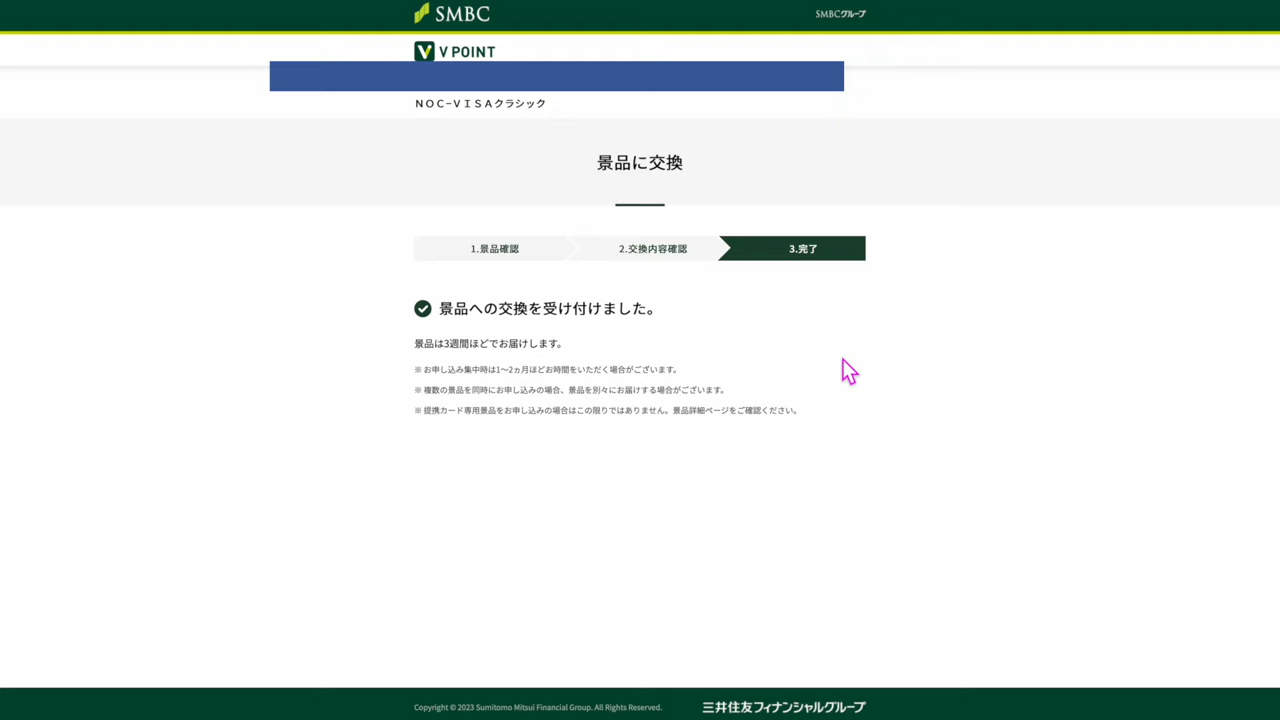 SMBC
SMBCグループ
V POINT
ＮＯＣ−ＶＩＳＡクラシック
景品に交換
1.景品確認
2.交換内容確認
3.完了
景品への交換を受け付けました。
景品は3週間ほどでお届けします。
※ お申し込み集中時は1〜2ヵ月ほどお時間をいただく場合がございます。
※ 複数の景品を同時にお申し込みの場合、景品を別々にお届けする場合がございます。
※ 提携カード専用景品をお申し込みの場合はこの限りではありません。景品詳細ページをご確認ください。
Copyright © 2023 Sumitomo Mitsui Financial Group. All Rights Reserved.
三井住友フィナンシャルグループ